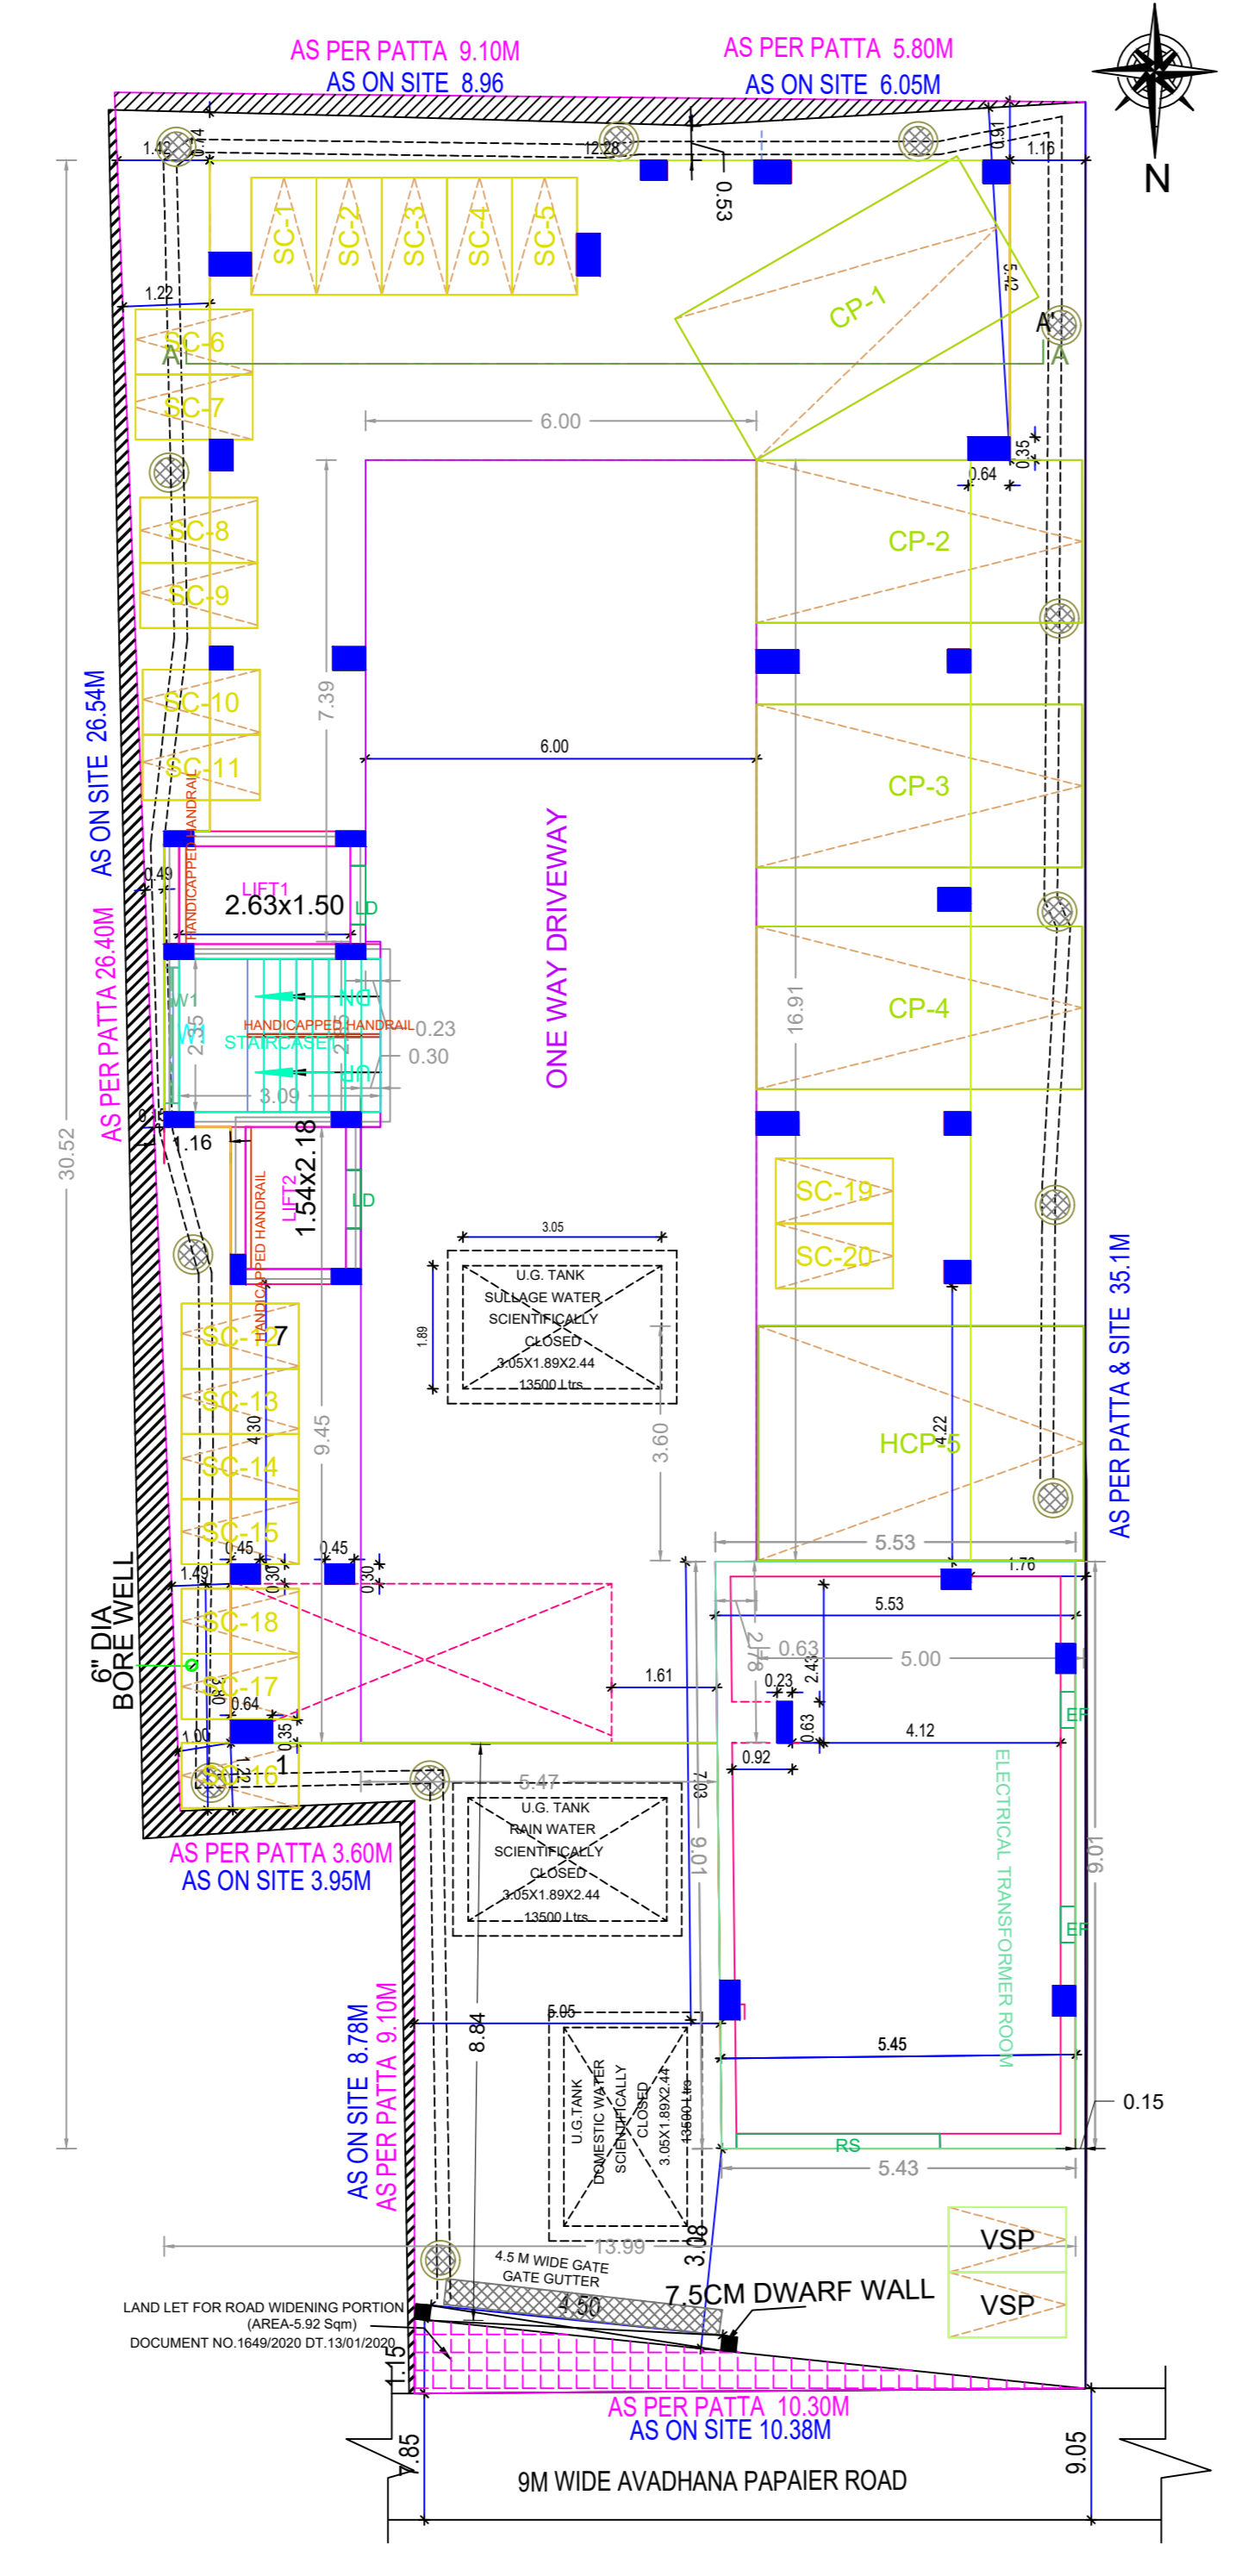 AS PER PATTA 9.10M
AS ON SITE 8.96
AS PER PATTA 5.80M
AS ON SITE 6.05M
N
1.42
12.28
0.53
0.91
1.16
SC-1
SC-2
SC-3
SC-4
SC-5
CP-1
5.42
1.22
SC-6
SC-7
A
A'
A
6.00
0.35
0.64
SC-8
SC-9
CP-2
SC-10
SC-11
7.39
6.00
CP-3
AS ON SITE 26.54M
AS PER PATTA 26.40M
HANDICAPPED HANDRAIL
0.49
LIFT1
2.63x1.50
LD
ONE WAY DRIVEWAY
16.91
CP-4
W1
W1
2.35
DN
HANDICAPPED HANDRAIL
STAIRCASE1
UP
0.23
0.30
3.09
30.52
1.16
LIFT2
1.54x2.18
LD
HANDICAPPED HANDRAIL
SC-19
SC-20
3.05
1.89
U.G. TANK
SULLAGE WATER
SCIENTIFICALLY
CLOSED
3.05X1.89X2.44
13500 Ltrs
AS PER PATTA & SITE 35.1M
SC-12
7
SC-13
SC-14
SC-15
4.30
9.45
3.60
HCP-5
4.22
0.45
0.45
0.30
0.30
1.49
6" DIA
BORE WELL
SC-18
SC-17
SC-16
0.64
0.35
1.00
1.22
1
5.53
1.76
5.53
2.78
0.63
5.00
1.61
0.23
2.43
0.63
4.12
0.92
EF
7.03
9.01
9.01
ELECTRICAL TRANSFORMER ROOM
EF
5.47
U.G. TANK
RAIN WATER
SCIENTIFICALLY
CLOSED
3.05X1.89X2.44
13500 Ltrs
AS PER PATTA 3.60M
AS ON SITE 3.95M
AS ON SITE 8.78M
AS PER PATTA 9.10M
8.84
5.05
U.G.TANK
DOMESTIC WATER
SCIENTIFICALLY
CLOSED
3.05X1.89X2.44
13500 Ltrs
5.45
0.15
RS
5.43
13.99
3.08
VSP
VSP
4.5 M WIDE GATE
GATE GUTTER
4.50
7.5CM DWARF WALL
LAND LET FOR ROAD WIDENING PORTION
(AREA-5.92 Sqm)
DOCUMENT NO.1649/2020 DT.13/01/2020
1.15
AS PER PATTA 10.30M
AS ON SITE 10.38M
7.85
9.05
9M WIDE AVADHANA PAPAIER ROAD